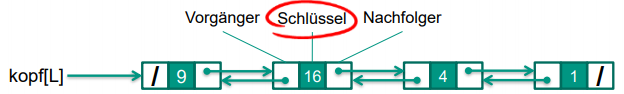 Vorgänger Schlüssel Nachfolger
kopf[L] / 9 16 4 1 /